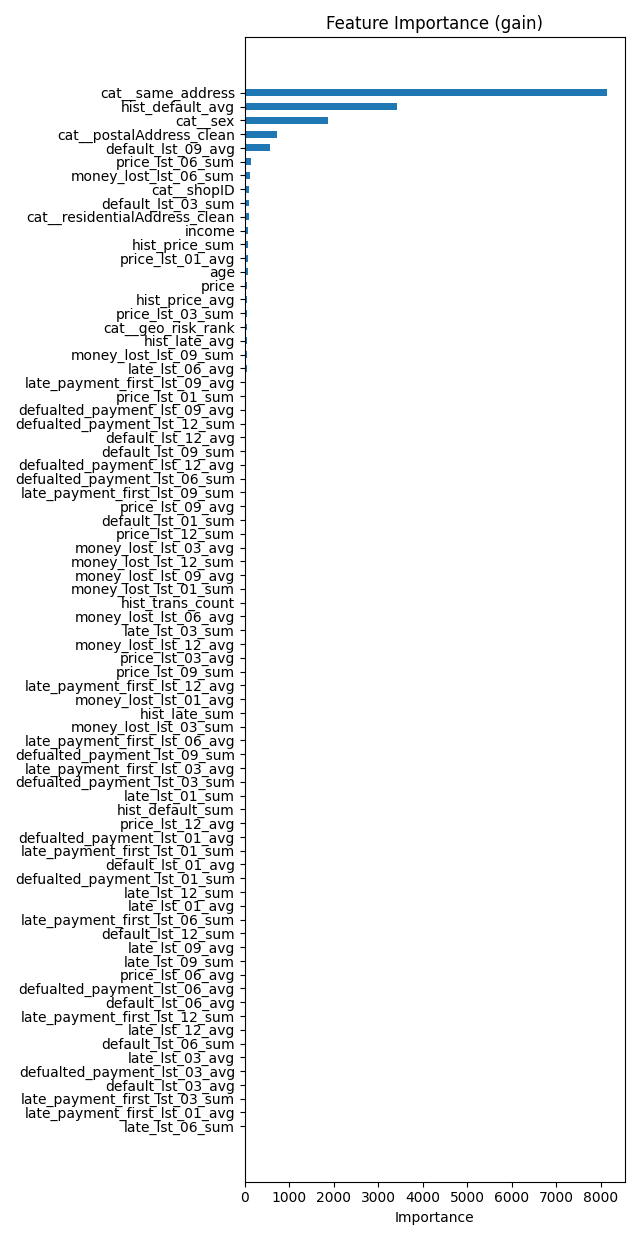 Feature Importance (gain)
cat__same_address
hist_default_avg
cat__sex
cat__postalAddress_clean
default_lst_09_avg
price_lst_06_sum
money_lost_lst_06_sum
cat__shopID
default_lst_03_sum
cat__residentialAddress_clean
income
hist_price_sum
price_lst_01_avg
age
price
hist_price_avg
price_lst_03_sum
cat__geo_risk_rank
hist_late_avg
money_lost_lst_09_sum
late_lst_06_avg
late_payment_first_lst_09_avg
price_lst_01_sum
defualted_payment_lst_09_avg
defualted_payment_lst_12_sum
default_lst_12_avg
default_lst_09_sum
defualted_payment_lst_12_avg
defualted_payment_lst_06_sum
late_payment_first_lst_09_sum
price_lst_09_avg
default_lst_01_sum
price_lst_12_sum
money_lost_lst_03_avg
money_lost_lst_12_sum
money_lost_lst_09_avg
money_lost_lst_01_sum
hist_trans_count
money_lost_lst_06_avg
late_lst_03_sum
money_lost_lst_12_avg
price_lst_03_avg
price_lst_09_sum
late_payment_first_lst_12_avg
money_lost_lst_01_avg
hist_late_sum
money_lost_lst_03_sum
late_payment_first_lst_06_avg
defualted_payment_lst_09_sum
late_payment_first_lst_03_avg
defualted_payment_lst_03_sum
late_lst_01_sum
hist_default_sum
price_lst_12_avg
defualted_payment_lst_01_avg
late_payment_first_lst_01_sum
default_lst_01_avg
defualted_payment_lst_01_sum
late_lst_12_sum
late_lst_01_avg
late_payment_first_lst_06_sum
default_lst_12_sum
late_lst_09_avg
late_lst_09_sum
price_lst_06_avg
defualted_payment_lst_06_avg
default_lst_06_avg
late_payment_first_lst_12_sum
late_lst_12_avg
default_lst_06_sum
late_lst_03_avg
defualted_payment_lst_03_avg
default_lst_03_avg
late_payment_first_lst_03_sum
late_payment_first_lst_01_avg
late_lst_06_sum
0 1000 2000 3000 4000 5000 6000 7000 8000
Importance